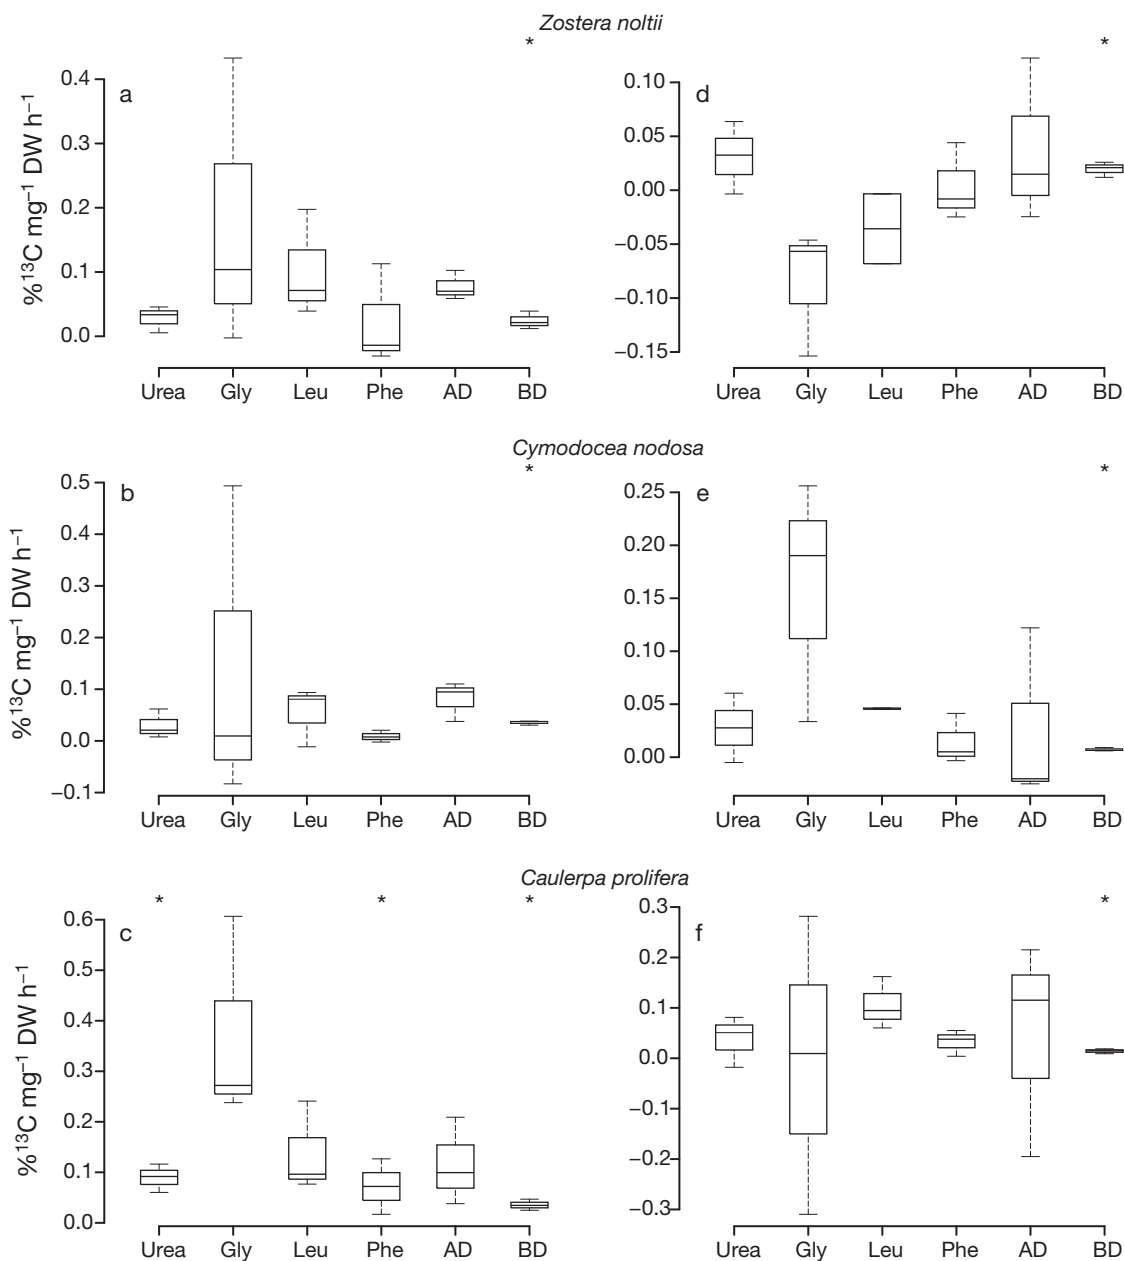 Zostera noltii
* *
a d
%13C mg−1 DW h−1
0.4
0.3
0.2
0.1
0.0
0.10
0.05
0.00
−0.05
−0.10
−0.15
Urea Gly Leu Phe AD BD
Urea Gly Leu Phe AD BD
Cymodocea nodosa
* *
b e
%13C mg−1 DW h−1
0.5
0.4
0.3
0.2
0.1
0.0
−0.1
0.25
0.20
0.15
0.10
0.05
0.00
Urea Gly Leu Phe AD BD
Urea Gly Leu Phe AD BD
Caulerpa prolifera
* * * *
c f
%13C mg−1 DW h−1
0.6
0.5
0.4
0.3
0.2
0.1
0.0
0.3
0.2
0.1
0.0
−0.1
−0.2
−0.3
Urea Gly Leu Phe AD BD
Urea Gly Leu Phe AD BD